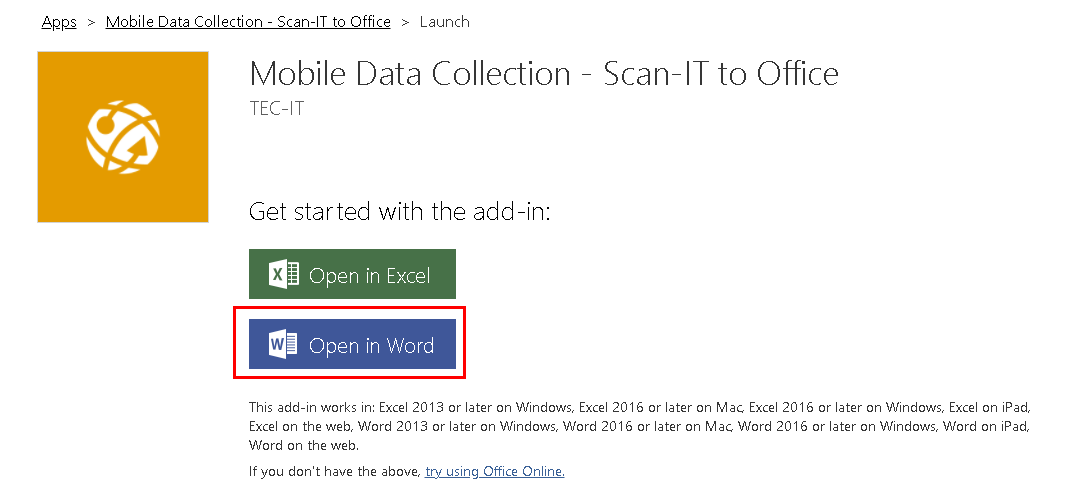 Apps > Mobile Data Collection - Scan-IT to Office > Launch
Mobile Data Collection - Scan-IT to Office
TEC-IT
Get started with the add-in:
X Open in Excel
W Open in Word
This add-in works in: Excel 2013 or later on Windows, Excel 2016 or later on Mac, Excel 2016 or later on Windows, Excel on iPad,
Excel on the web, Word 2013 or later on Windows, Word 2016 or later on Mac, Word 2016 or later on Windows, Word on iPad,
Word on the web.
If you don't have the above, try using Office Online.